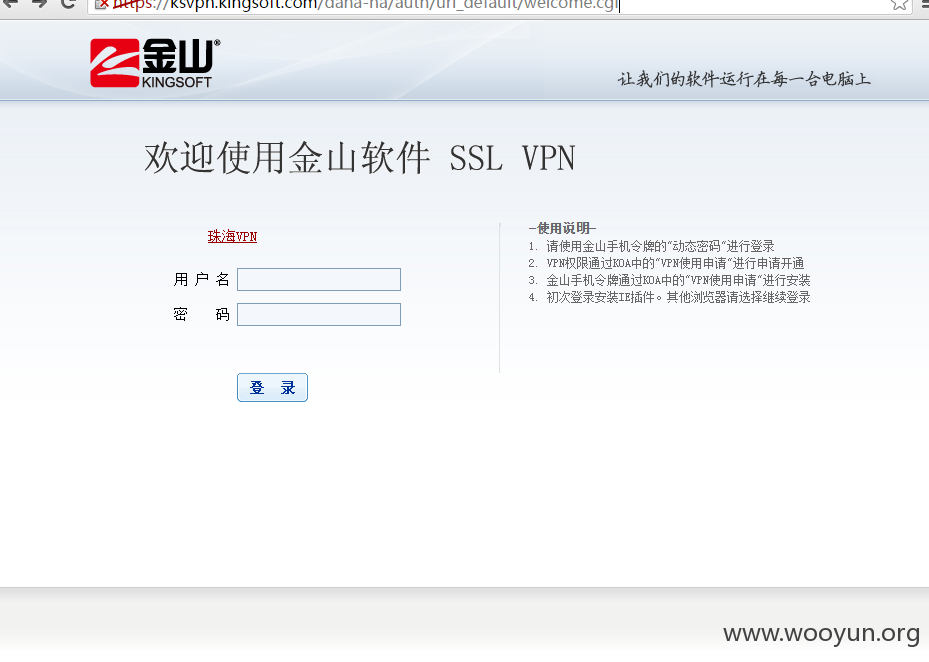 https://ksvpn.kingsoft.com/dana-na/auth/url_default/welcome.cgi
金山®
KINGSOFT
让我们的软件运行在每一台电脑上
欢迎使用金山软件 SSL VPN
珠海VPN
用户名
密码
登录
-使用说明-
1. 请使用金山手机令牌的"动态密码"进行登录
2. VPN权限通过KOA中的"VPN使用申请"进行申请开通
3. 金山手机令牌通过KOA中的"VPN使用申请"进行安装
4. 初次登录安装IE插件。其他浏览器请选择继续登录
www.wooyun.org